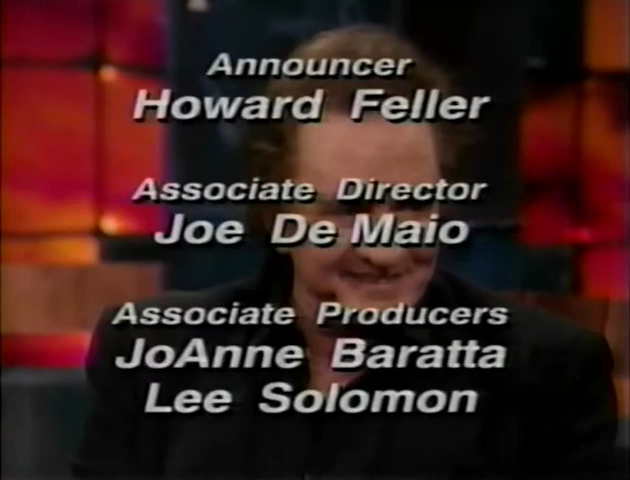 Announcer
Howard Feller
Associate Director
Joe De Maio
Associate Producers
JoAnne Baratta
Lee Solomon